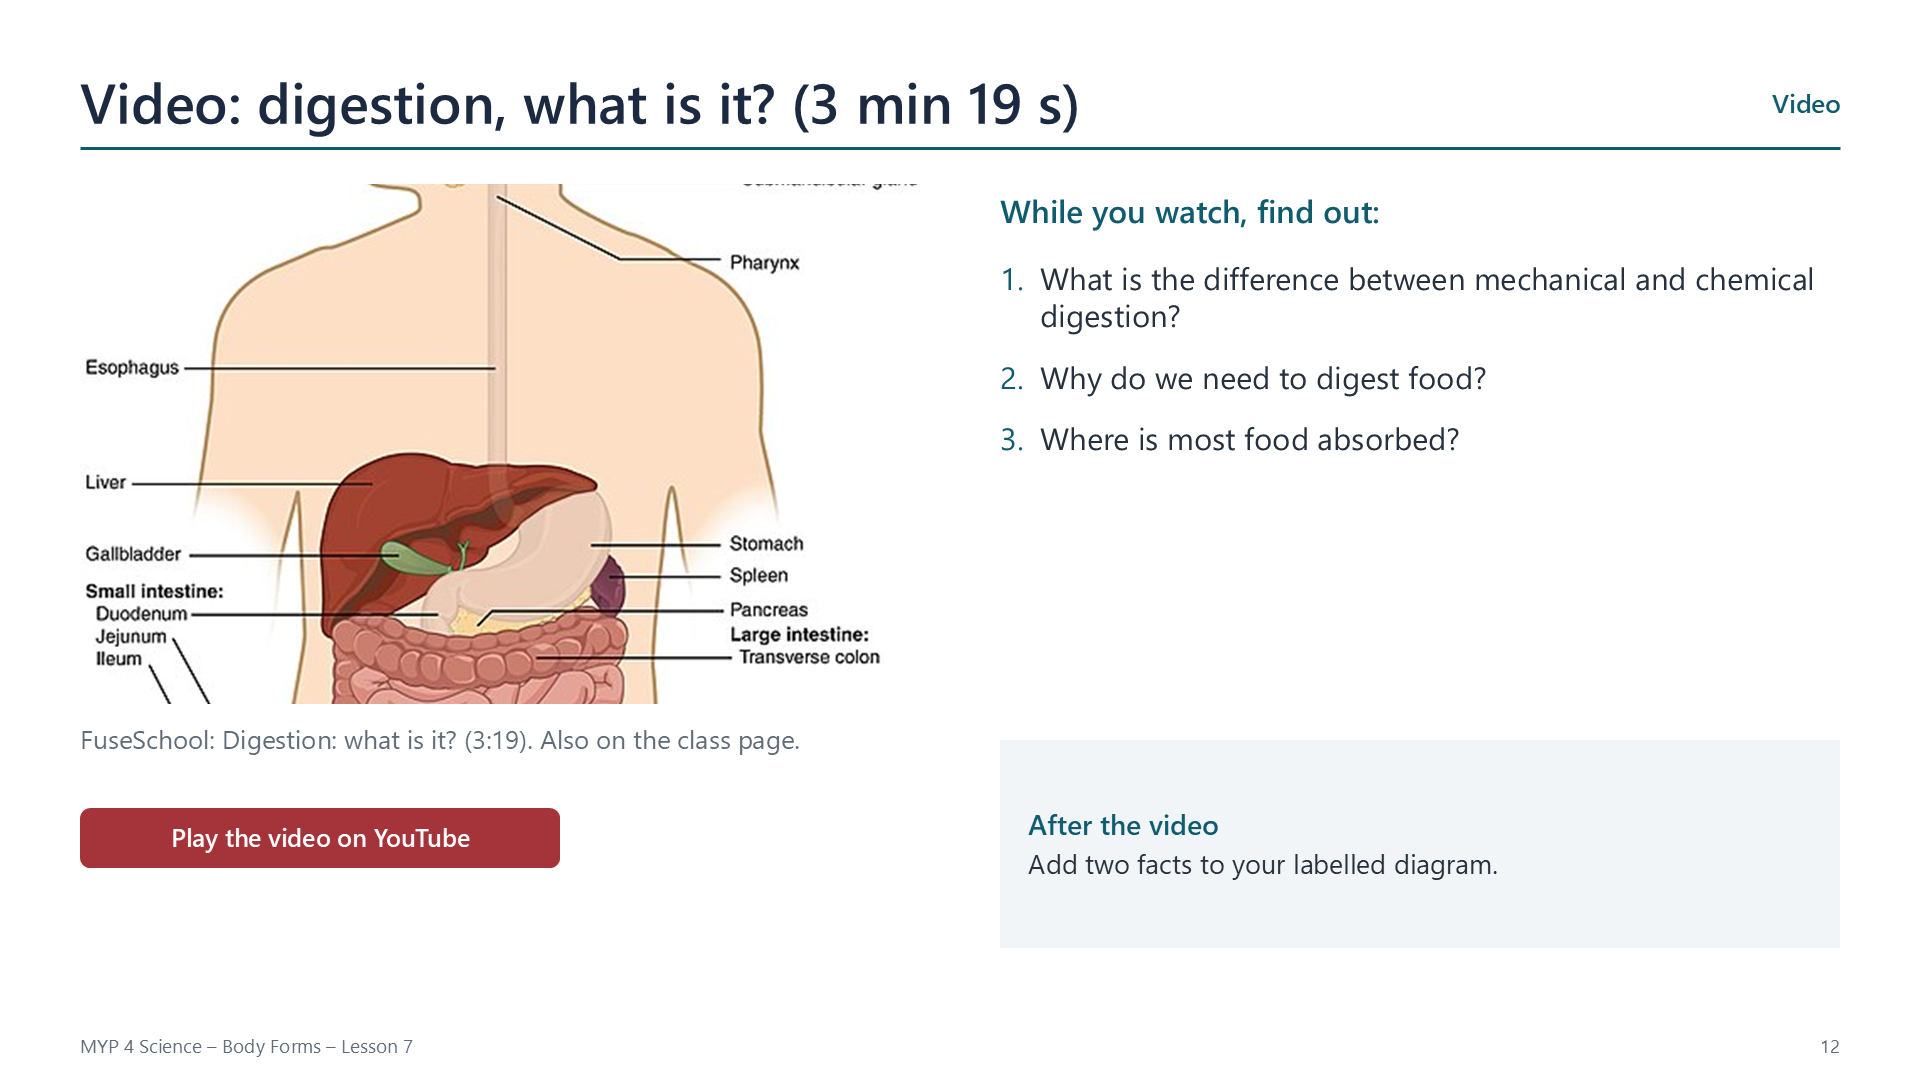 Video: digestion, what is it? (3 min 19 s)
Video
Pharynx
Esophagus
Liver
Gallbladder
Small intestine:
Duodenum
Jejunum
Ileum
Stomach
Spleen
Pancreas
Large intestine:
Transverse colon
FuseSchool: Digestion: what is it? (3:19). Also on the class page.
Play the video on YouTube
While you watch, find out:
1. What is the difference between mechanical and chemical
digestion?
2. Why do we need to digest food?
3. Where is most food absorbed?
After the video
Add two facts to your labelled diagram.
MYP 4 Science – Body Forms – Lesson 7
12